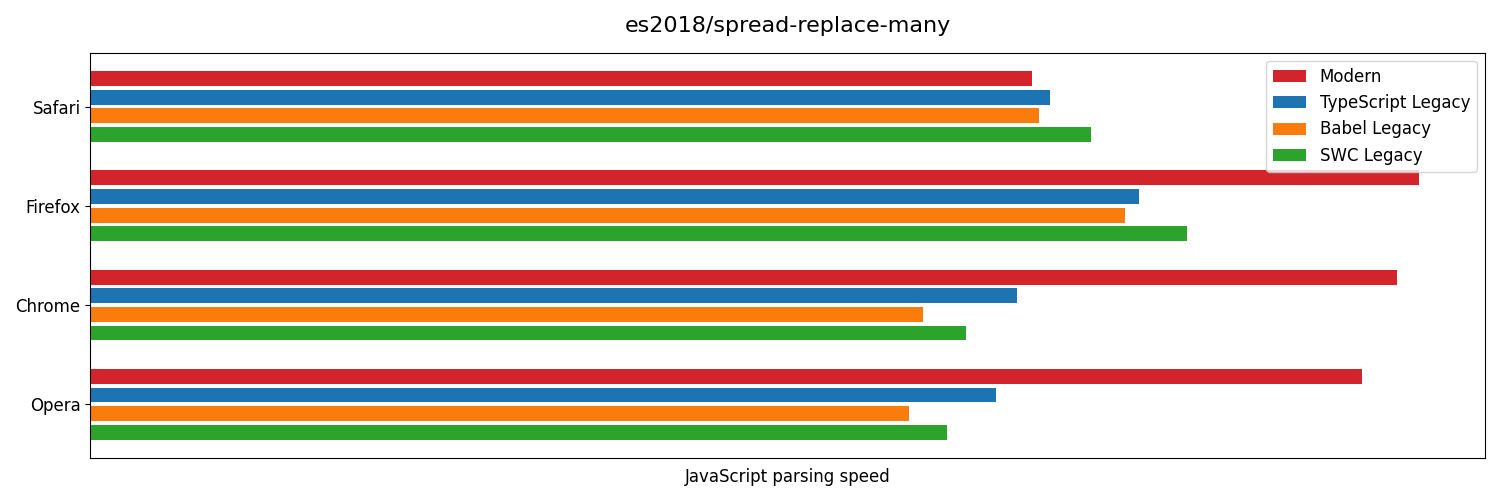 es2018/spread-replace-many
Modern
TypeScript Legacy
Babel Legacy
SWC Legacy
Safari
Firefox
Chrome
Opera
JavaScript parsing speed